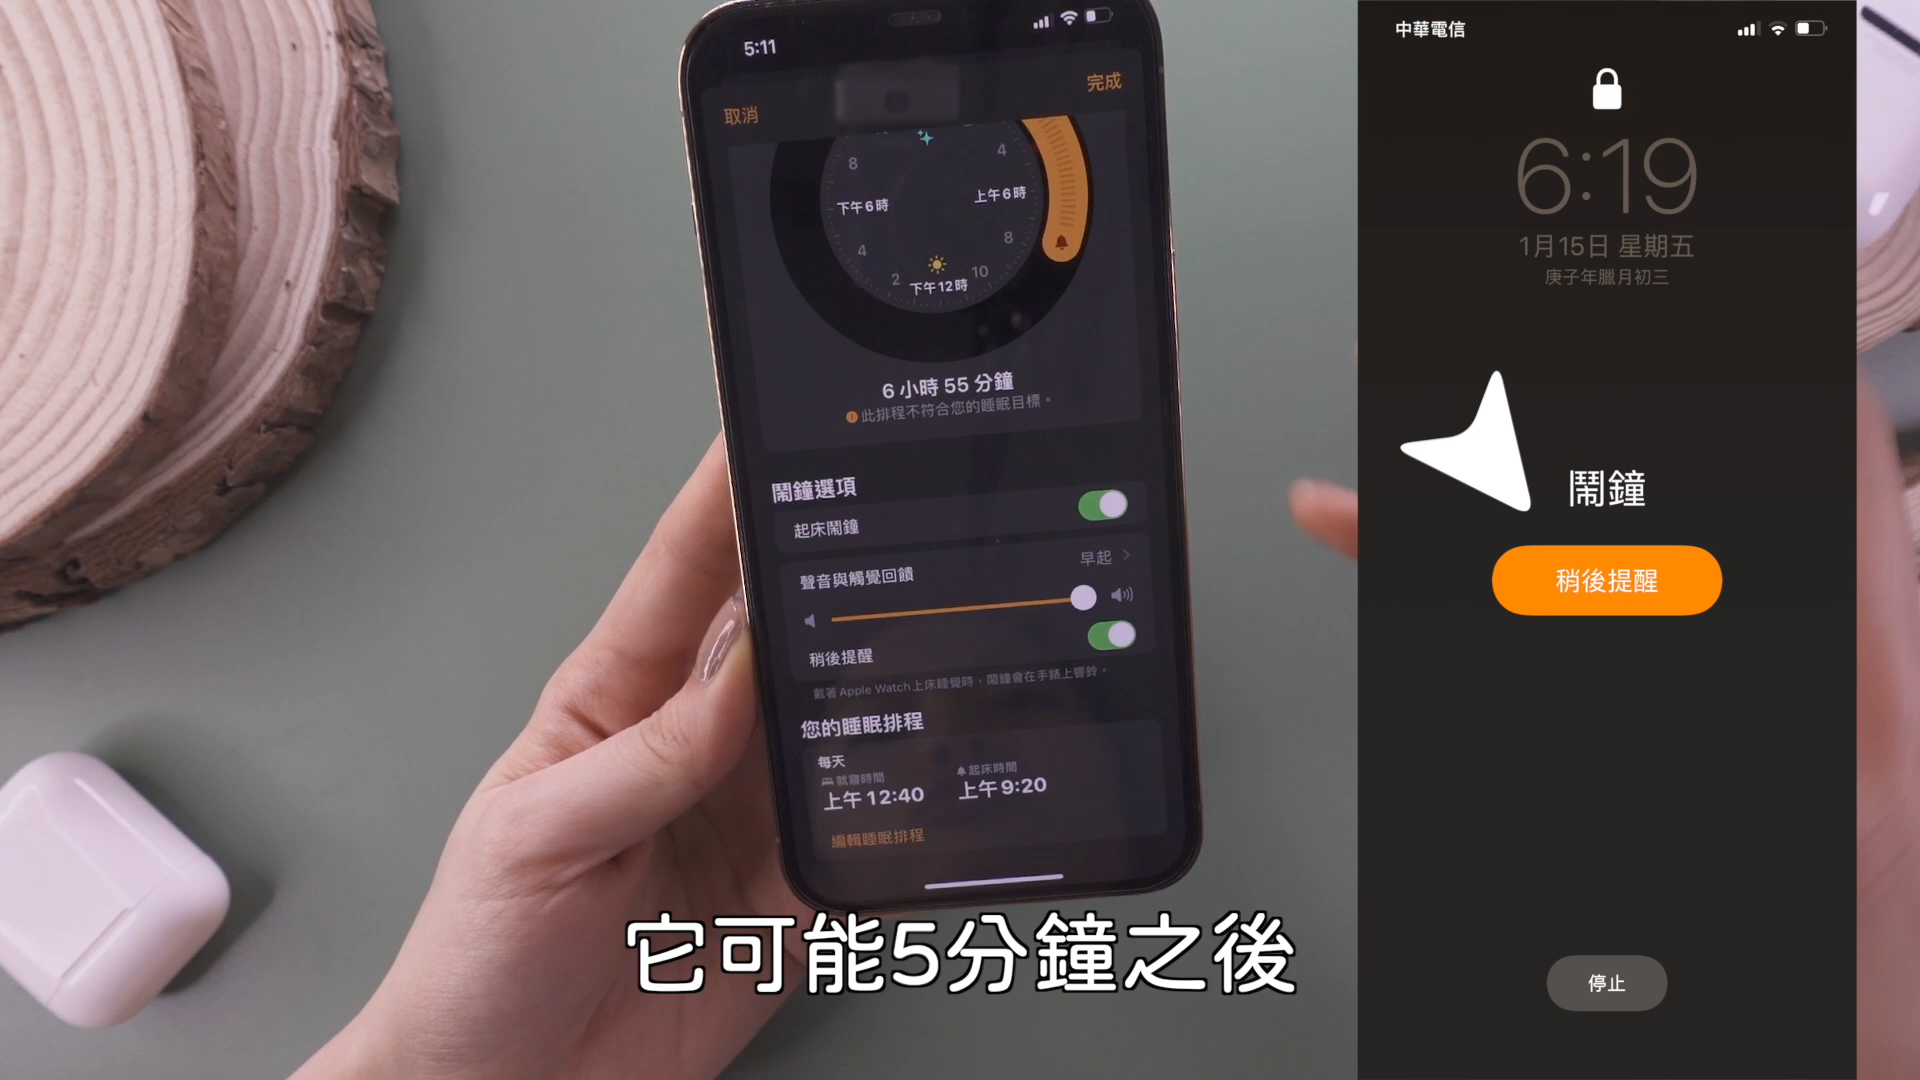 5:11
取消
完成
4
8
下午6時
上午6時
4
8
2
10
下午12時
6 小時 55 分鐘
此排程不符合您的睡眠目標。
鬧鐘選項
起床鬧鐘
聲音與觸覺回饋
早起
稍後提醒
戴著 Apple Watch 上床睡覺時，鬧鐘會在手錶上響鈴。
您的睡眠排程
每天
就寢時間
起床時間
上午 12:40
上午 9:20
編輯睡眠排程
它可能5分鐘之後
中華電信
6:19
1月15日 星期五
庚子年臘月初三
鬧鐘
稍後提醒
停止